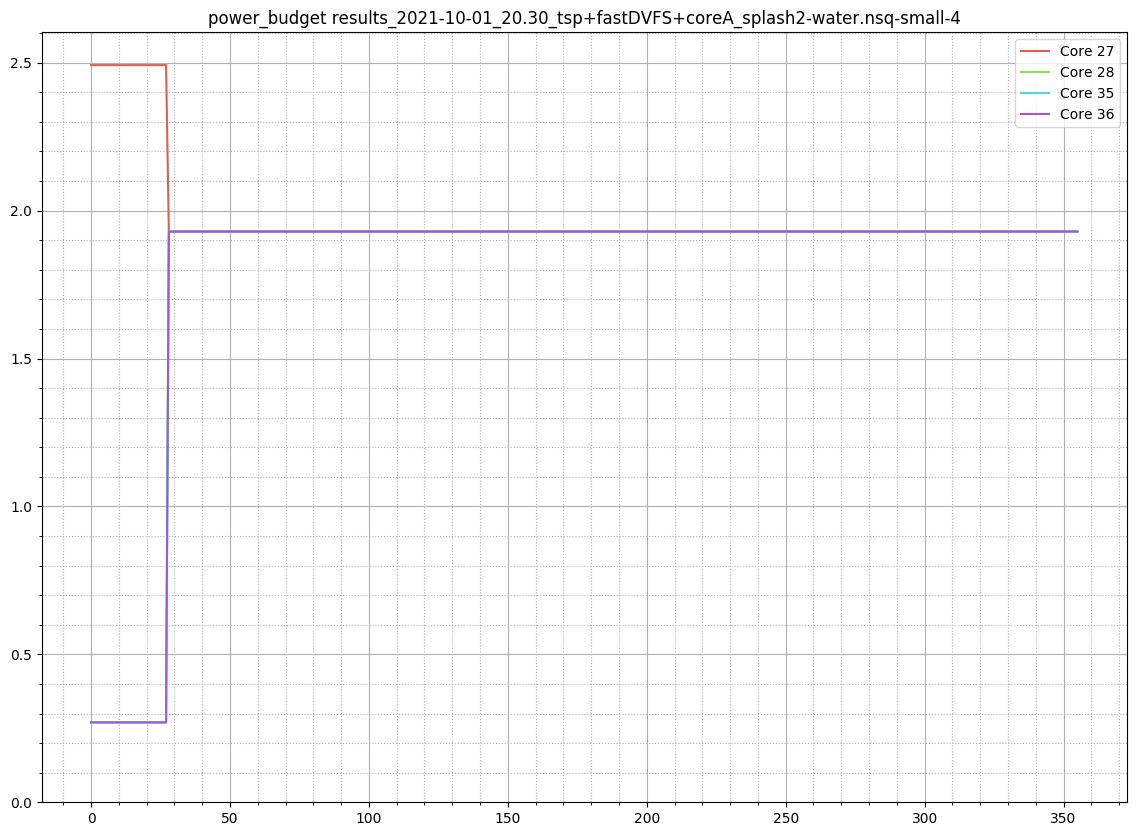 power_budget results_2021-10-01_20.30_tsp+fastDVFS+coreA_splash2-water.nsq-small-4
Core 27
Core 28
Core 35
Core 36
2.5
2.0
1.5
1.0
0.5
0.0
0 50 100 150 200 250 300 350